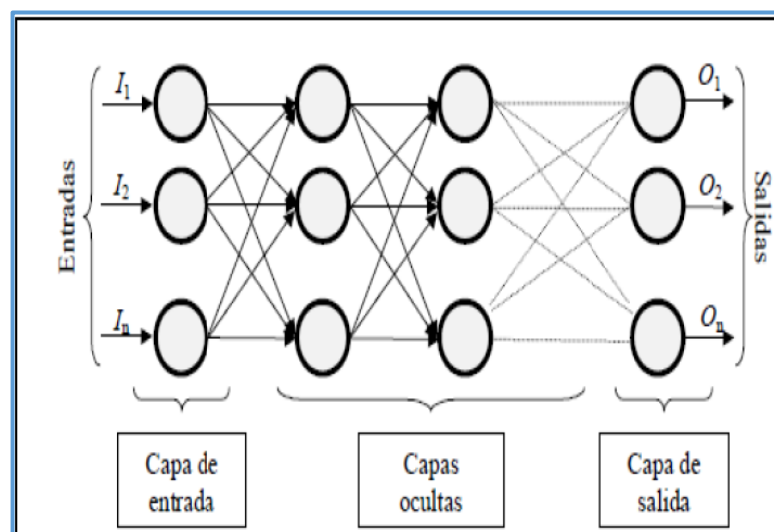 Entradas
I1
I2
In
O1
O2
On
Salidas
Capa de
entrada
Capas
ocultas
Capa de
salida